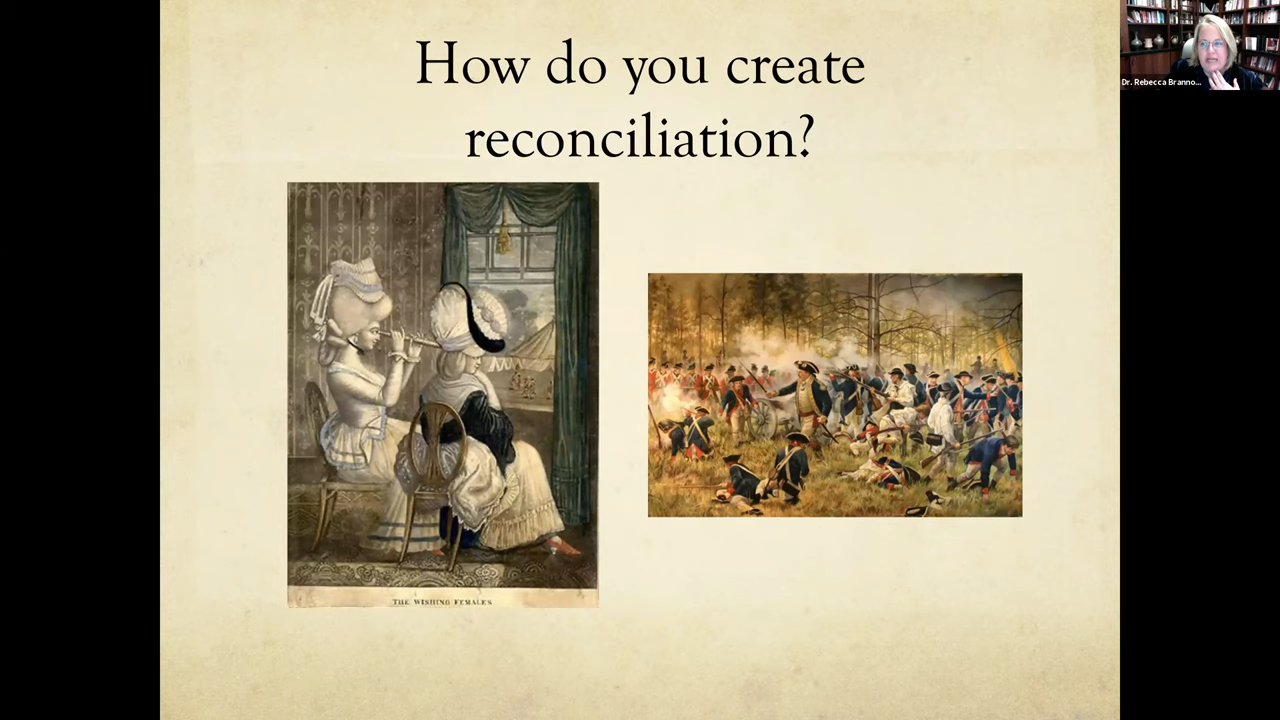 How do you create
reconciliation?
THE WISHING FEMALES
Dr. Rebecca Branno...